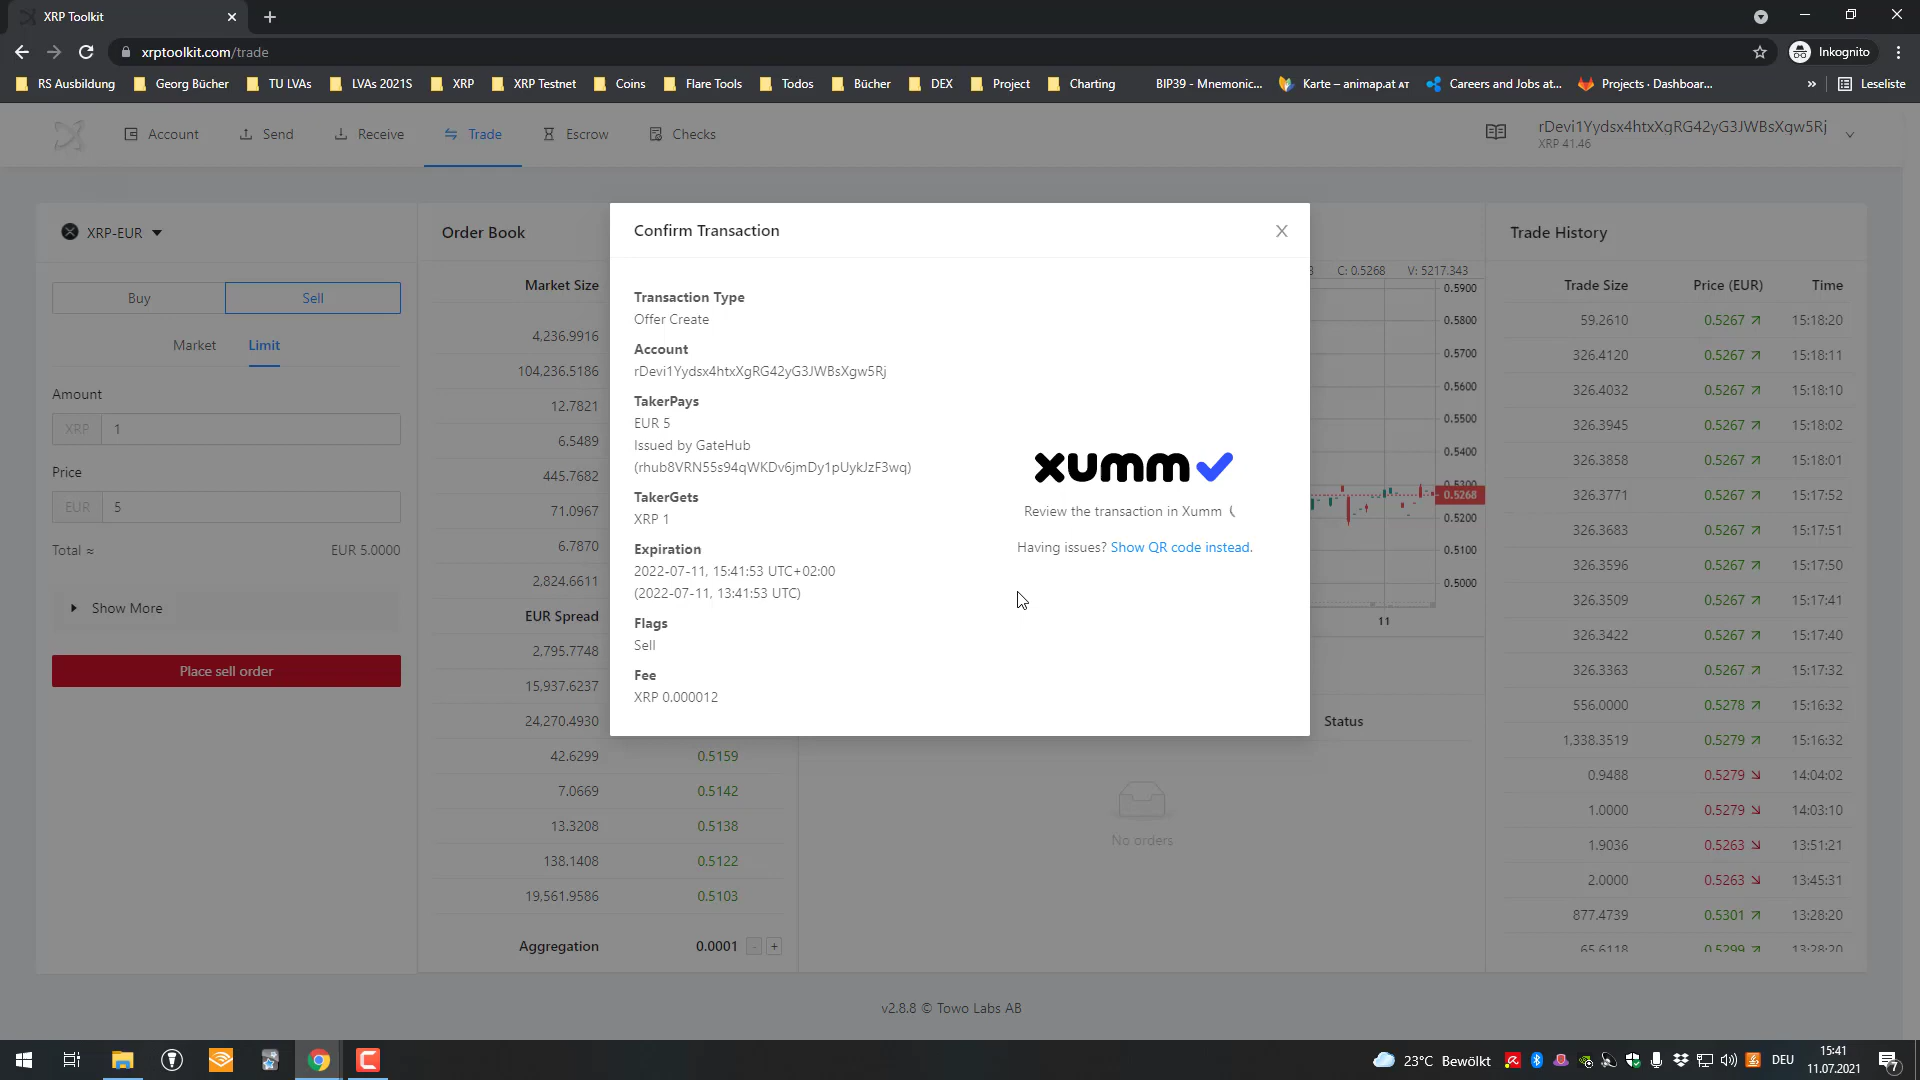 XRP Toolkit
xrptoolkit.com/trade
Inkognito
RS Ausbildung
Georg Bücher
TU LVAs
LVAs 2021S
XRP
XRP Testnet
Coins
Flare Tools
Todos
Bücher
DEX
Project
Charting
BIP39 - Mnemonic...
Karte – animap.at AT
Careers and Jobs at...
Projects · Dashboar...
»
Leseliste
Account
Send
Receive
Trade
Escrow
Checks
rDevi1Yydsx4htxXgRG42yG3JWBsXgw5Rj
XRP 41.46
XRP-EUR
Buy
Sell
Market
Limit
Amount
XRP 1
Price
EUR 5
Total ≈ EUR 5.0000
Show More
Place sell order
Order Book
Market Size
4,236.9916
104,236.5186
12.7821
6.5489
445.7682
71.0967
6.7870
2,824.6611
EUR Spread
2,795.7748
15,937.6237
24,270.4930
42.6299 0.5159
7.0669 0.5142
13.3208 0.5138
138.1408 0.5122
19,561.9586 0.5103
Aggregation 0.0001 - +
Confirm Transaction
Transaction Type
Offer Create
Account
rDevi1Yydsx4htxXgRG42yG3JWBsXgw5Rj
TakerPays
EUR 5
Issued by GateHub
(rhub8VRN55s94qWKDv6jmDy1pUykJzF3wq)
TakerGets
XRP 1
Expiration
2022-07-11, 15:41:53 UTC+02:00
(2022-07-11, 13:41:53 UTC)
Flags
Sell
Fee
XRP 0.000012
xumm
Review the transaction in Xumm
Having issues? Show QR code instead.
C: 0.5268 V: 5217.343
0.5900
0.5800
0.5700
0.5600
0.5500
0.5400
0.5300
0.5268
0.5200
0.5100
0.5000
11
Status
No orders
Trade History
Trade Size Price (EUR) Time
59.2610 0.5267 15:18:20
326.4120 0.5267 15:18:11
326.4032 0.5267 15:18:10
326.3945 0.5267 15:18:02
326.3858 0.5267 15:18:01
326.3771 0.5267 15:17:52
326.3683 0.5267 15:17:51
326.3596 0.5267 15:17:50
326.3509 0.5267 15:17:41
326.3422 0.5267 15:17:40
326.3363 0.5267 15:17:32
556.0000 0.5278 15:16:32
1,338.3519 0.5279 15:16:32
0.9488 0.5279 14:04:02
1.0000 0.5279 14:03:10
1.9036 0.5263 13:51:21
2.0000 0.5263 13:45:31
877.4739 0.5301 13:28:20
65.6118 0.5299 13:28:20
v2.8.8 © Towo Labs AB
23°C Bewölkt
DEU
15:41
11.07.2021
7